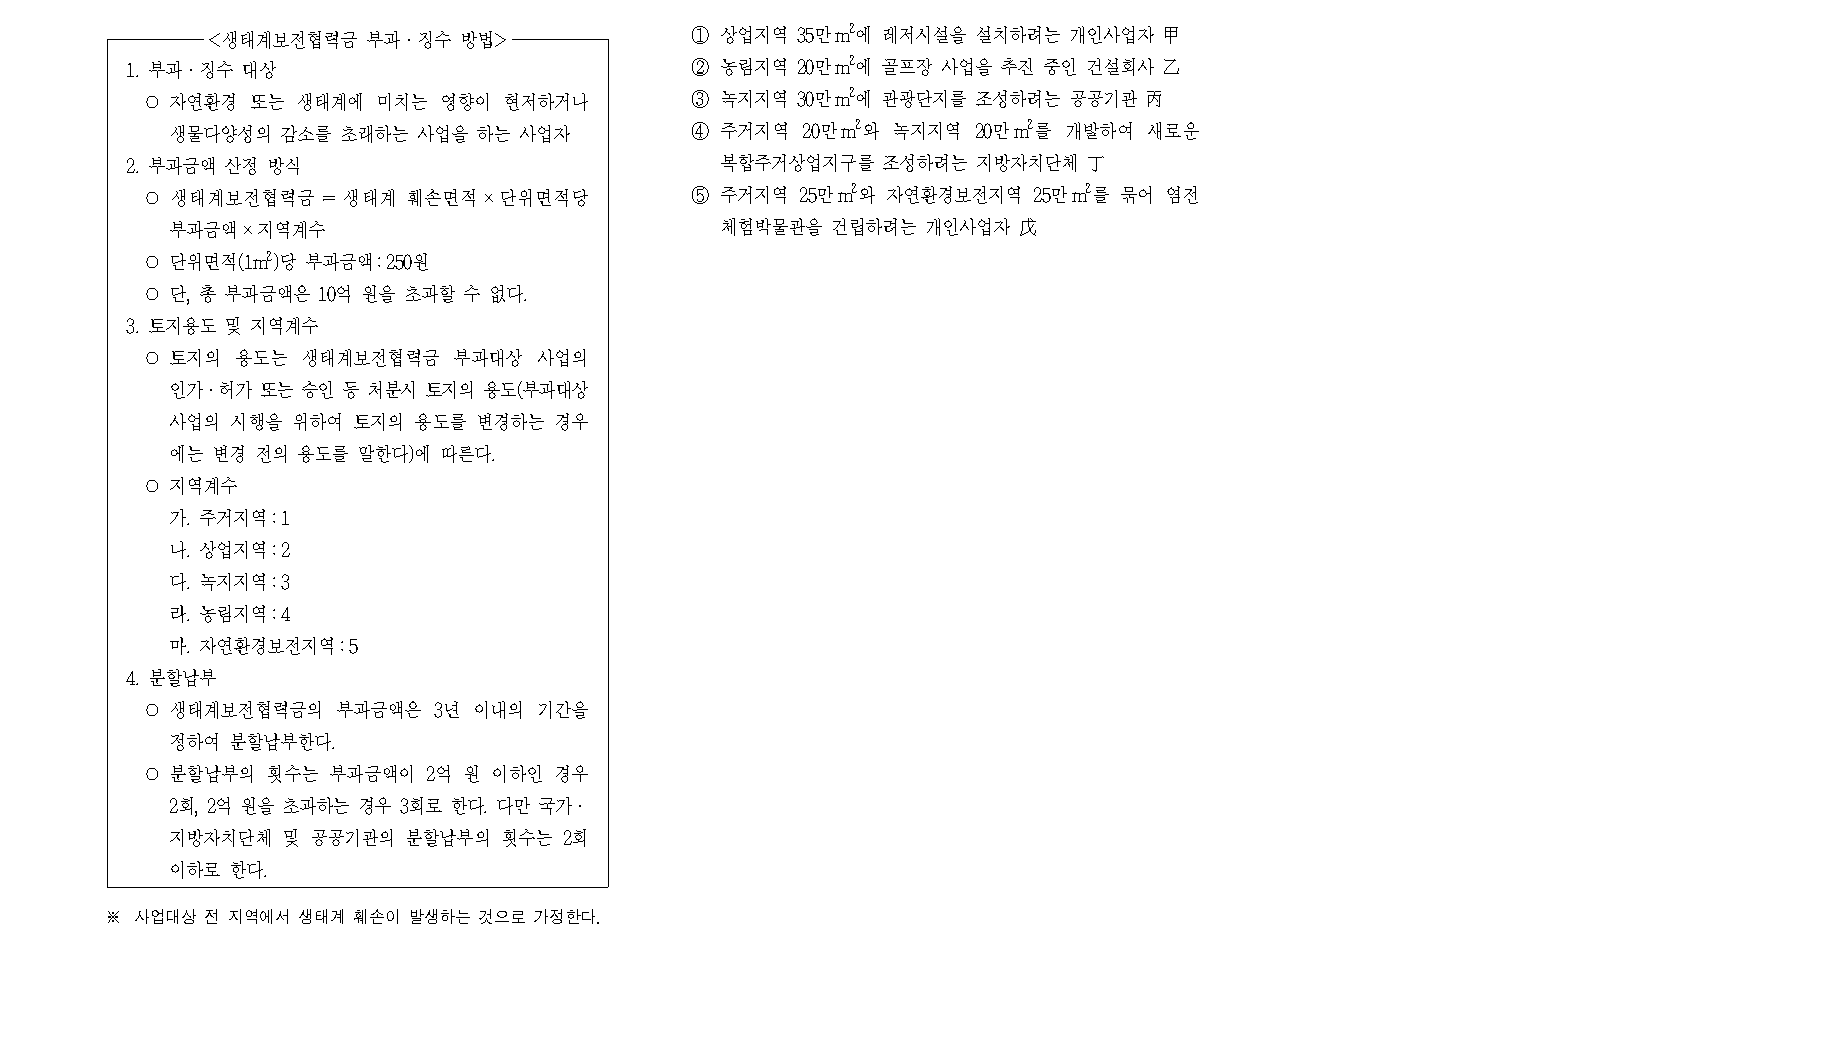 <생태계보전협력금 부과·징수 방법>
1. 부과·징수 대상
○ 자연환경 또는 생태계에 미치는 영향이 현저하거나
생물다양성의 감소를 초래하는 사업을 하는 사업자
2. 부과금액 산정 방식
○ 생태계보전협력금 = 생태계 훼손면적×단위면적당
부과금액×지역계수
○ 단위면적(1m²)당 부과금액:250원
○ 단, 총 부과금액은 10억 원을 초과할 수 없다.
3. 토지용도 및 지역계수
○ 토지의 용도는 생태계보전협력금 부과대상 사업의
인가·허가 또는 승인 등 처분시 토지의 용도(부과대상
사업의 시행을 위하여 토지의 용도를 변경하는 경우
에는 변경 전의 용도를 말한다)에 따른다.
○ 지역계수
가. 주거지역:1
나. 상업지역:2
다. 녹지지역:3
라. 농림지역:4
마. 자연환경보전지역:5
4. 분할납부
○ 생태계보전협력금의 부과금액은 3년 이내의 기간을
정하여 분할납부한다.
○ 분할납부의 횟수는 부과금액이 2억 원 이하인 경우
2회, 2억 원을 초과하는 경우 3회로 한다. 다만 국가·
지방자치단체 및 공공기관의 분할납부의 횟수는 2회
이하로 한다.
※ 사업대상 전 지역에서 생태계 훼손이 발생하는 것으로 가정한다.
① 상업지역 35만m²에 레저시설을 설치하려는 개인사업자 甲
② 농림지역 20만m²에 골프장 사업을 추진 중인 건설회사 乙
③ 녹지지역 30만m²에 관광단지를 조성하려는 공공기관 丙
④ 주거지역 20만m²와 녹지지역 20만m²를 개발하여 새로운
복합주거상업지구를 조성하려는 지방자치단체 丁
⑤ 주거지역 25만m²와 자연환경보전지역 25만m²를 묶어 염전
체험박물관을 건립하려는 개인사업자 戊